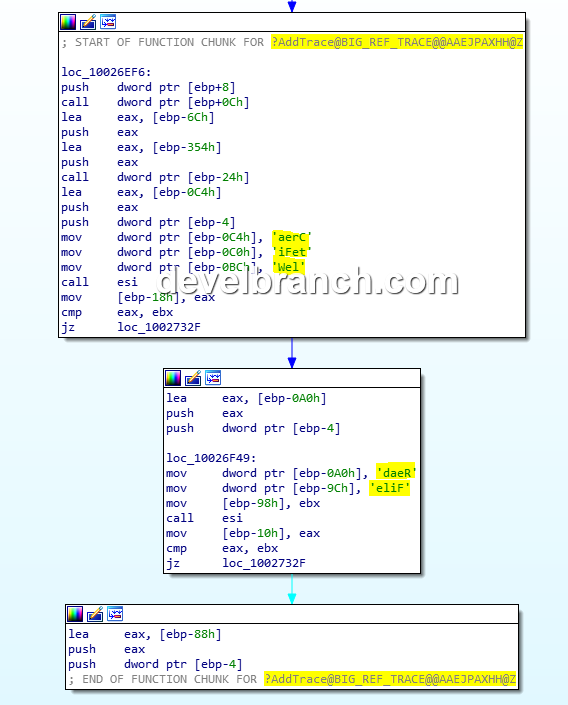 ; START OF FUNCTION CHUNK FOR ?AddTrace@BIG_REF_TRACE@@AAEJPAXHH@Z
loc_10026EF6:
push dword ptr [ebp+8]
call dword ptr [ebp+0Ch]
lea eax, [ebp-6Ch]
push eax
lea eax, [ebp-354h]
push eax
call dword ptr [ebp-24h]
lea eax, [ebp-0C4h]
push eax
push dword ptr [ebp-4]
mov dword ptr [ebp-0C4h], 'aerC'
mov dword ptr [ebp-0C0h], 'iFet'
mov dword ptr [ebp-0BCh], 'Wel'
call esi
mov [ebp-18h], eax
cmp eax, ebx
jz loc_1002732F
develbranch.com
lea eax, [ebp-0A0h]
push eax
push dword ptr [ebp-4]
loc_10026F49:
mov dword ptr [ebp-0A0h], 'daeR'
mov dword ptr [ebp-9Ch], 'eliF'
mov [ebp-98h], ebx
call esi
mov [ebp-10h], eax
cmp eax, ebx
jz loc_1002732F
lea eax, [ebp-88h]
push eax
push dword ptr [ebp-4]
; END OF FUNCTION CHUNK FOR ?AddTrace@BIG_REF_TRACE@@AAEJPAXHH@Z